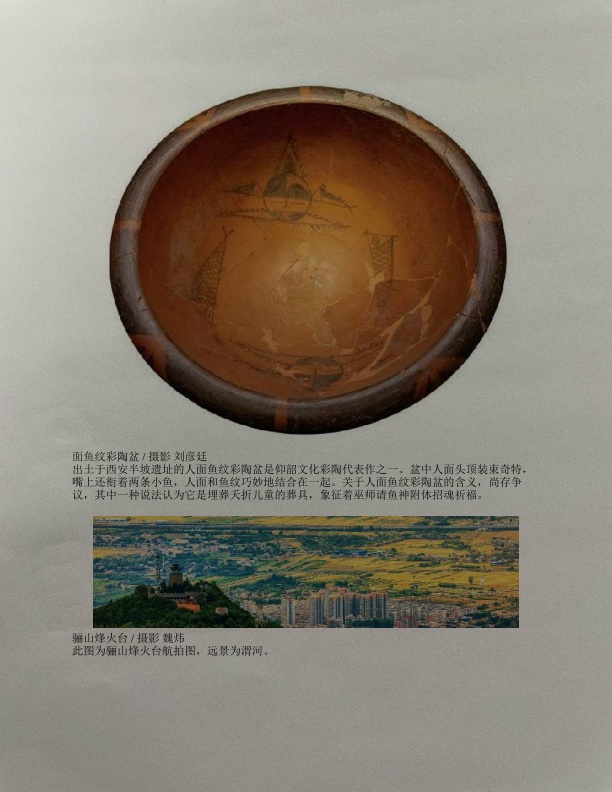 面鱼纹彩陶盆 / 摄影 刘彦廷
出土于西安半坡遗址的人面鱼纹彩陶盆是仰韶文化彩陶代表作之一。盆中人面头顶装束奇特，
嘴上还衔着两条小鱼，人面和鱼纹巧妙地结合在一起。关于人面鱼纹彩陶盆的含义，尚存争
议，其中一种说法认为它是埋葬夭折儿童的葬具，象征着巫师请鱼神附体招魂祈福。
骊山烽火台 / 摄影 魏炜
此图为骊山烽火台航拍图，远景为渭河。